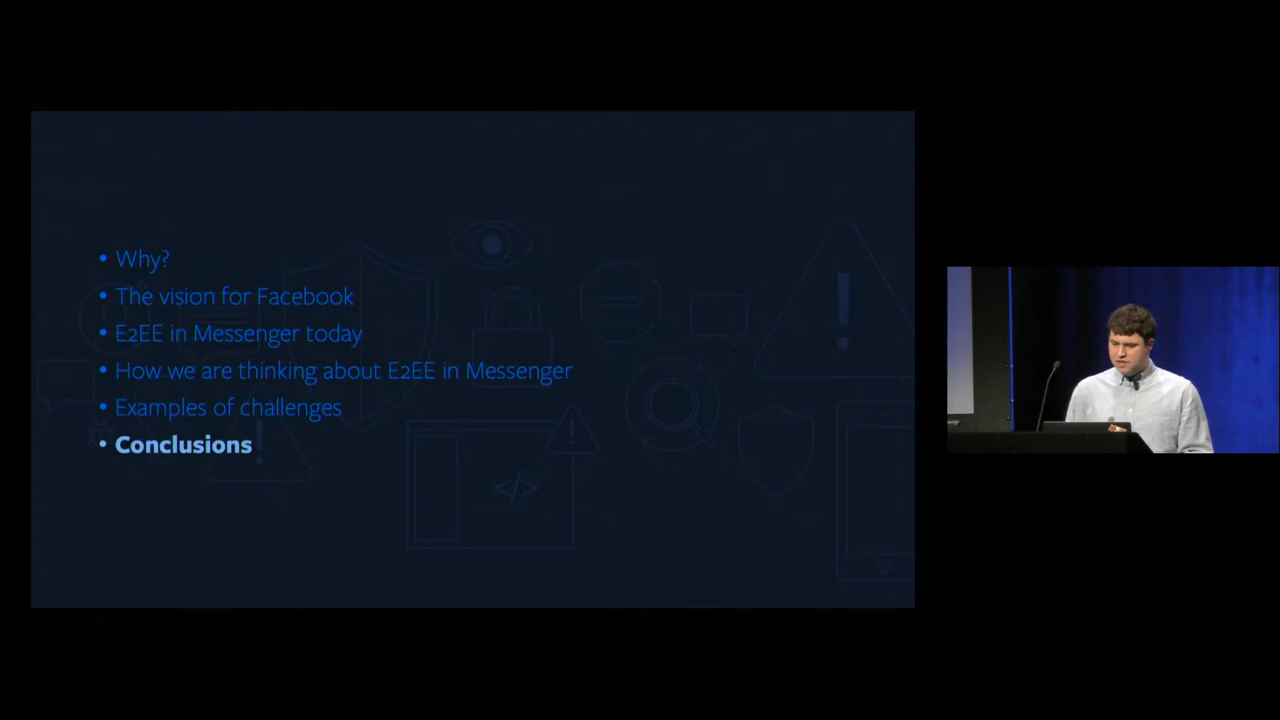 • Why?
• The vision for Facebook
• E2EE in Messenger today
• How we are thinking about E2EE in Messenger
• Examples of challenges
• Conclusions